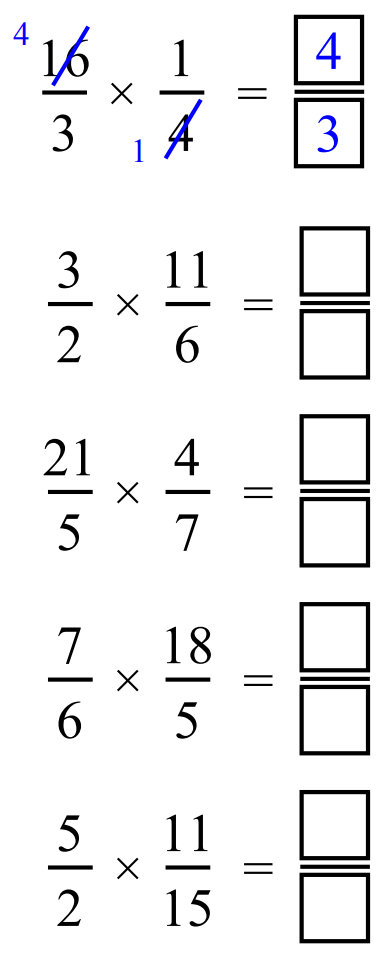 4 16/3 × 1/4 1 = 4/3
3/2 × 11/6 =
21/5 × 4/7 =
7/6 × 18/5 =
5/2 × 11/15 =